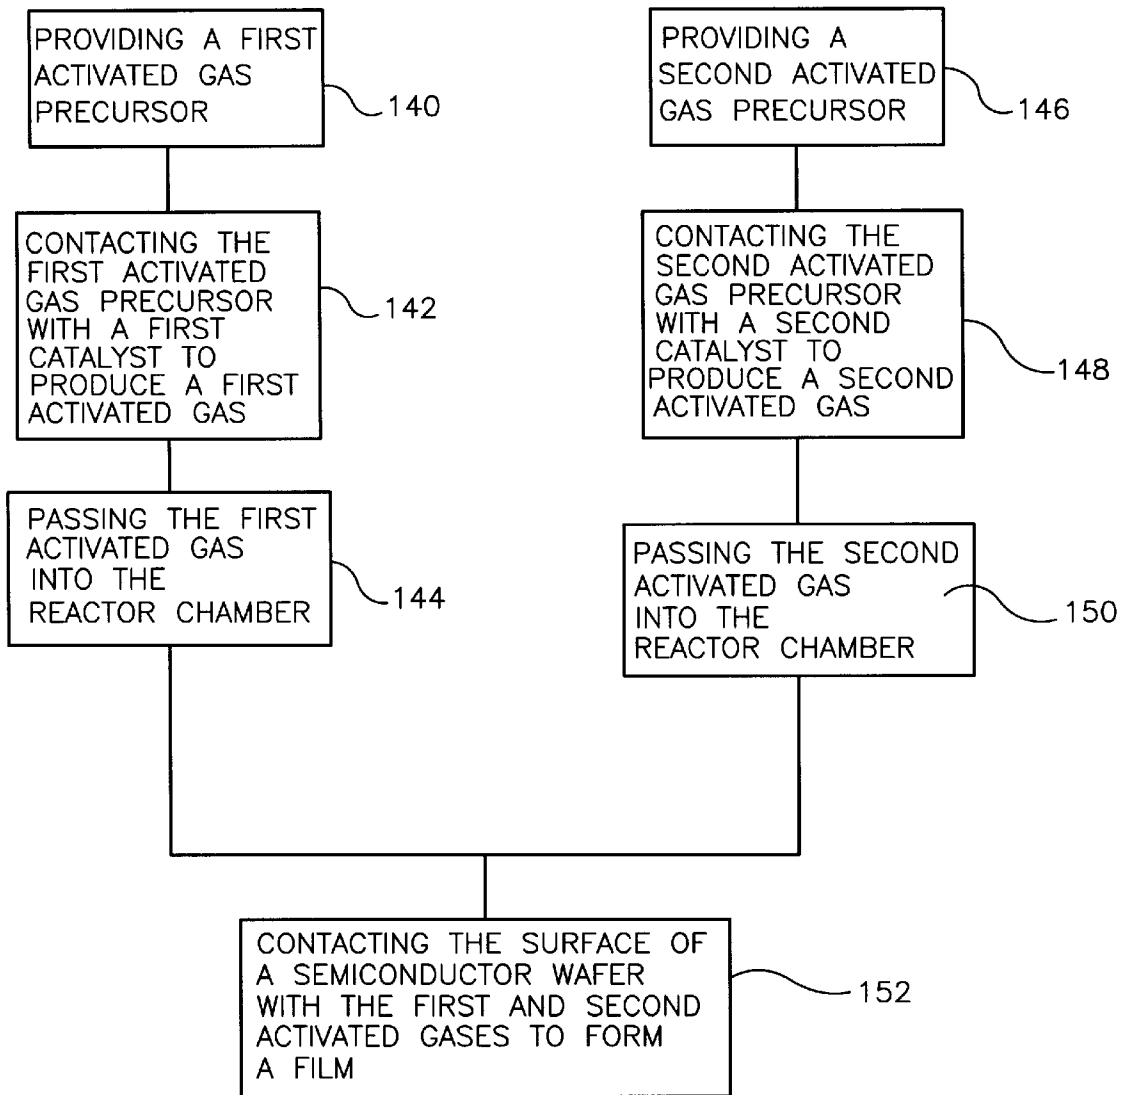 PROVIDING A FIRST
ACTIVATED GAS
PRECURSOR
140
CONTACTING THE
FIRST ACTIVATED
GAS PRECURSOR
WITH A FIRST
CATALYST TO
PRODUCE A FIRST
ACTIVATED GAS
142
PASSING THE FIRST
ACTIVATED GAS
INTO THE
REACTOR CHAMBER
144
PROVIDING A
SECOND ACTIVATED
GAS PRECURSOR
146
CONTACTING THE
SECOND ACTIVATED
GAS PRECURSOR
WITH A SECOND
CATALYST TO
PRODUCE A SECOND
ACTIVATED GAS
148
PASSING THE SECOND
ACTIVATED GAS
INTO THE
REACTOR CHAMBER
150
CONTACTING THE SURFACE OF
A SEMICONDUCTOR WAFER
WITH THE FIRST AND SECOND
ACTIVATED GASES TO FORM
A FILM
152